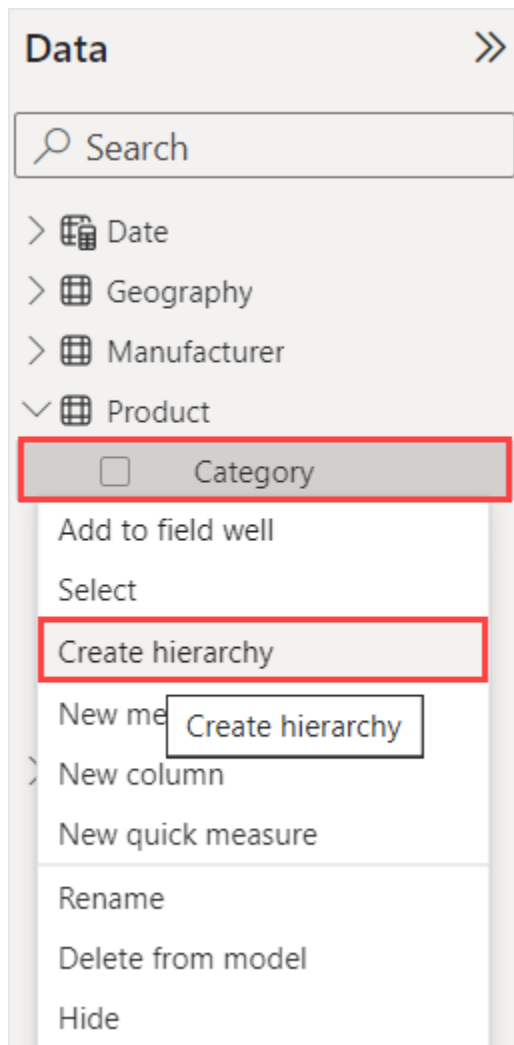 Data
Search
Date
Geography
Manufacturer
Product
Category
Add to field well
Select
Create hierarchy
New me
Create hierarchy
New column
New quick measure
Rename
Delete from model
Hide